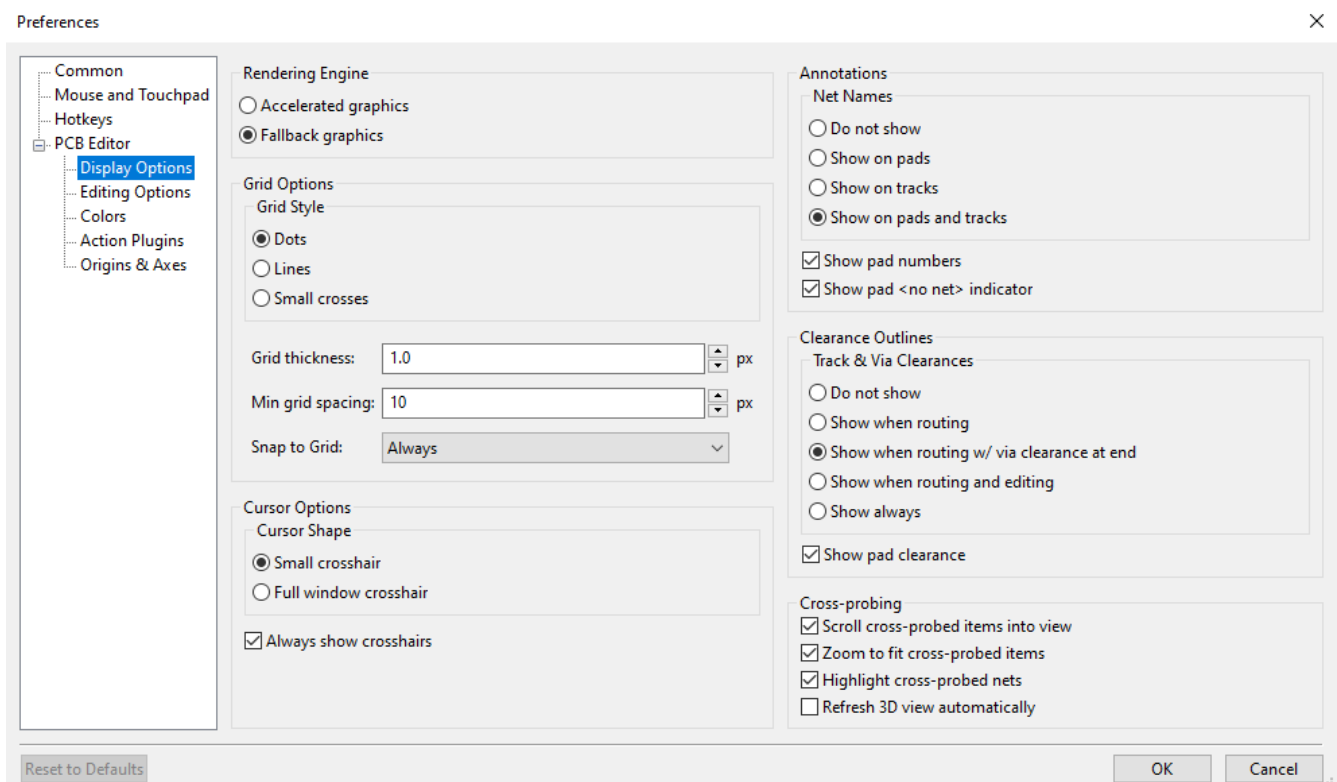 Preferences
Common
Mouse and Touchpad
Hotkeys
PCB Editor
Display Options
Editing Options
Colors
Action Plugins
Origins & Axes
Rendering Engine
Accelerated graphics
Fallback graphics
Grid Options
Grid Style
Dots
Lines
Small crosses
Grid thickness: 1.0 px
Min grid spacing: 10 px
Snap to Grid: Always
Cursor Options
Cursor Shape
Small crosshair
Full window crosshair
Always show crosshairs
Annotations
Net Names
Do not show
Show on pads
Show on tracks
Show on pads and tracks
Show pad numbers
Show pad <no net> indicator
Clearance Outlines
Track & Via Clearances
Do not show
Show when routing
Show when routing w/ via clearance at end
Show when routing and editing
Show always
Show pad clearance
Cross-probing
Scroll cross-probed items into view
Zoom to fit cross-probed items
Highlight cross-probed nets
Refresh 3D view automatically
Reset to Defaults
OK
Cancel